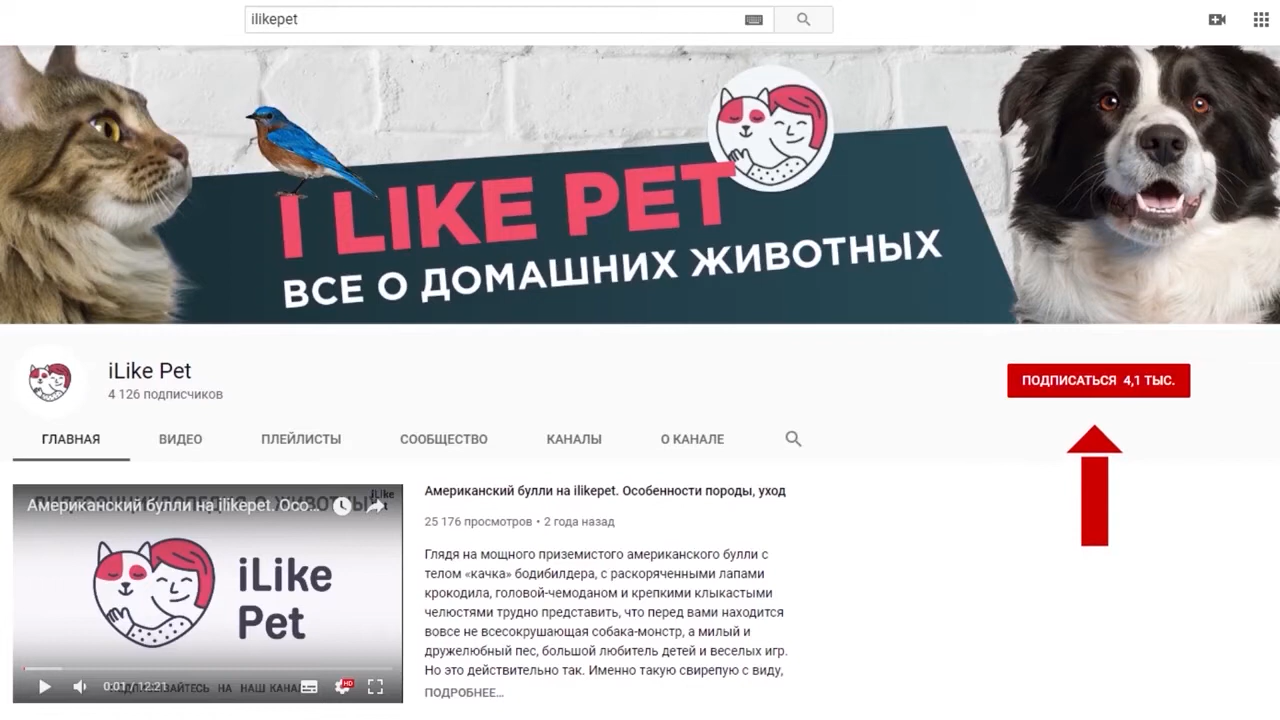 ilikepet
I LIKE PET
ВСЕ О ДОМАШНИХ ЖИВОТНЫХ
iLike Pet
4 126 подписчиков
ПОДПИСАТЬСЯ 4,1 ТЫС.
ГЛАВНАЯ ВИДЕО ПЛЕЙЛИСТЫ СООБЩЕСТВО КАНАЛЫ О КАНАЛЕ
Американский булли на ilikepet. Осо...
iLike
Pet
0:01 / 12:21
HD
НА НАШ КАНАЛ
Американский булли на ilikepet. Особенности породы, уход
25 176 просмотров • 2 года назад
Глядя на мощного приземистого американского булли с
телом «качка» бодибилдера, с раскоряченными лапами
крокодила, головой-чемоданом и крепкими клыкастыми
челюстями трудно представить, что перед вами находится
вовсе не всесокрушающая собака-монстр, а милый и
дружелюбный пес, большой любитель детей и веселых игр.
Но это действительно так. Именно такую свирепую с виду,
ПОДРОБНЕЕ...